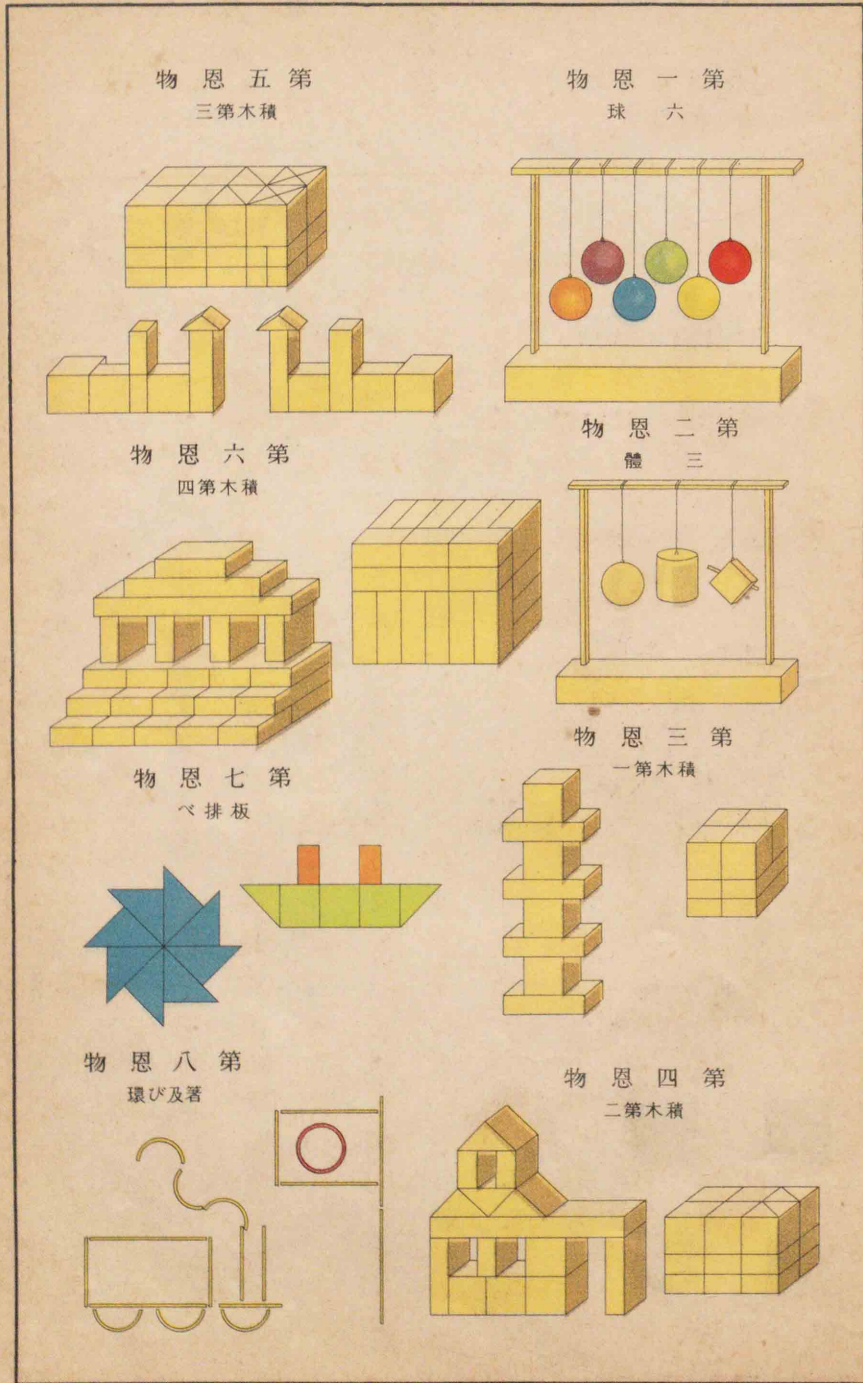 第一恩物
六球
第二恩物
三體
第三恩物
積木第一
第四恩物
積木第二
第五恩物
積木第三
第六恩物
積木第四
第七恩物
板排べ
第八恩物
箸及び環